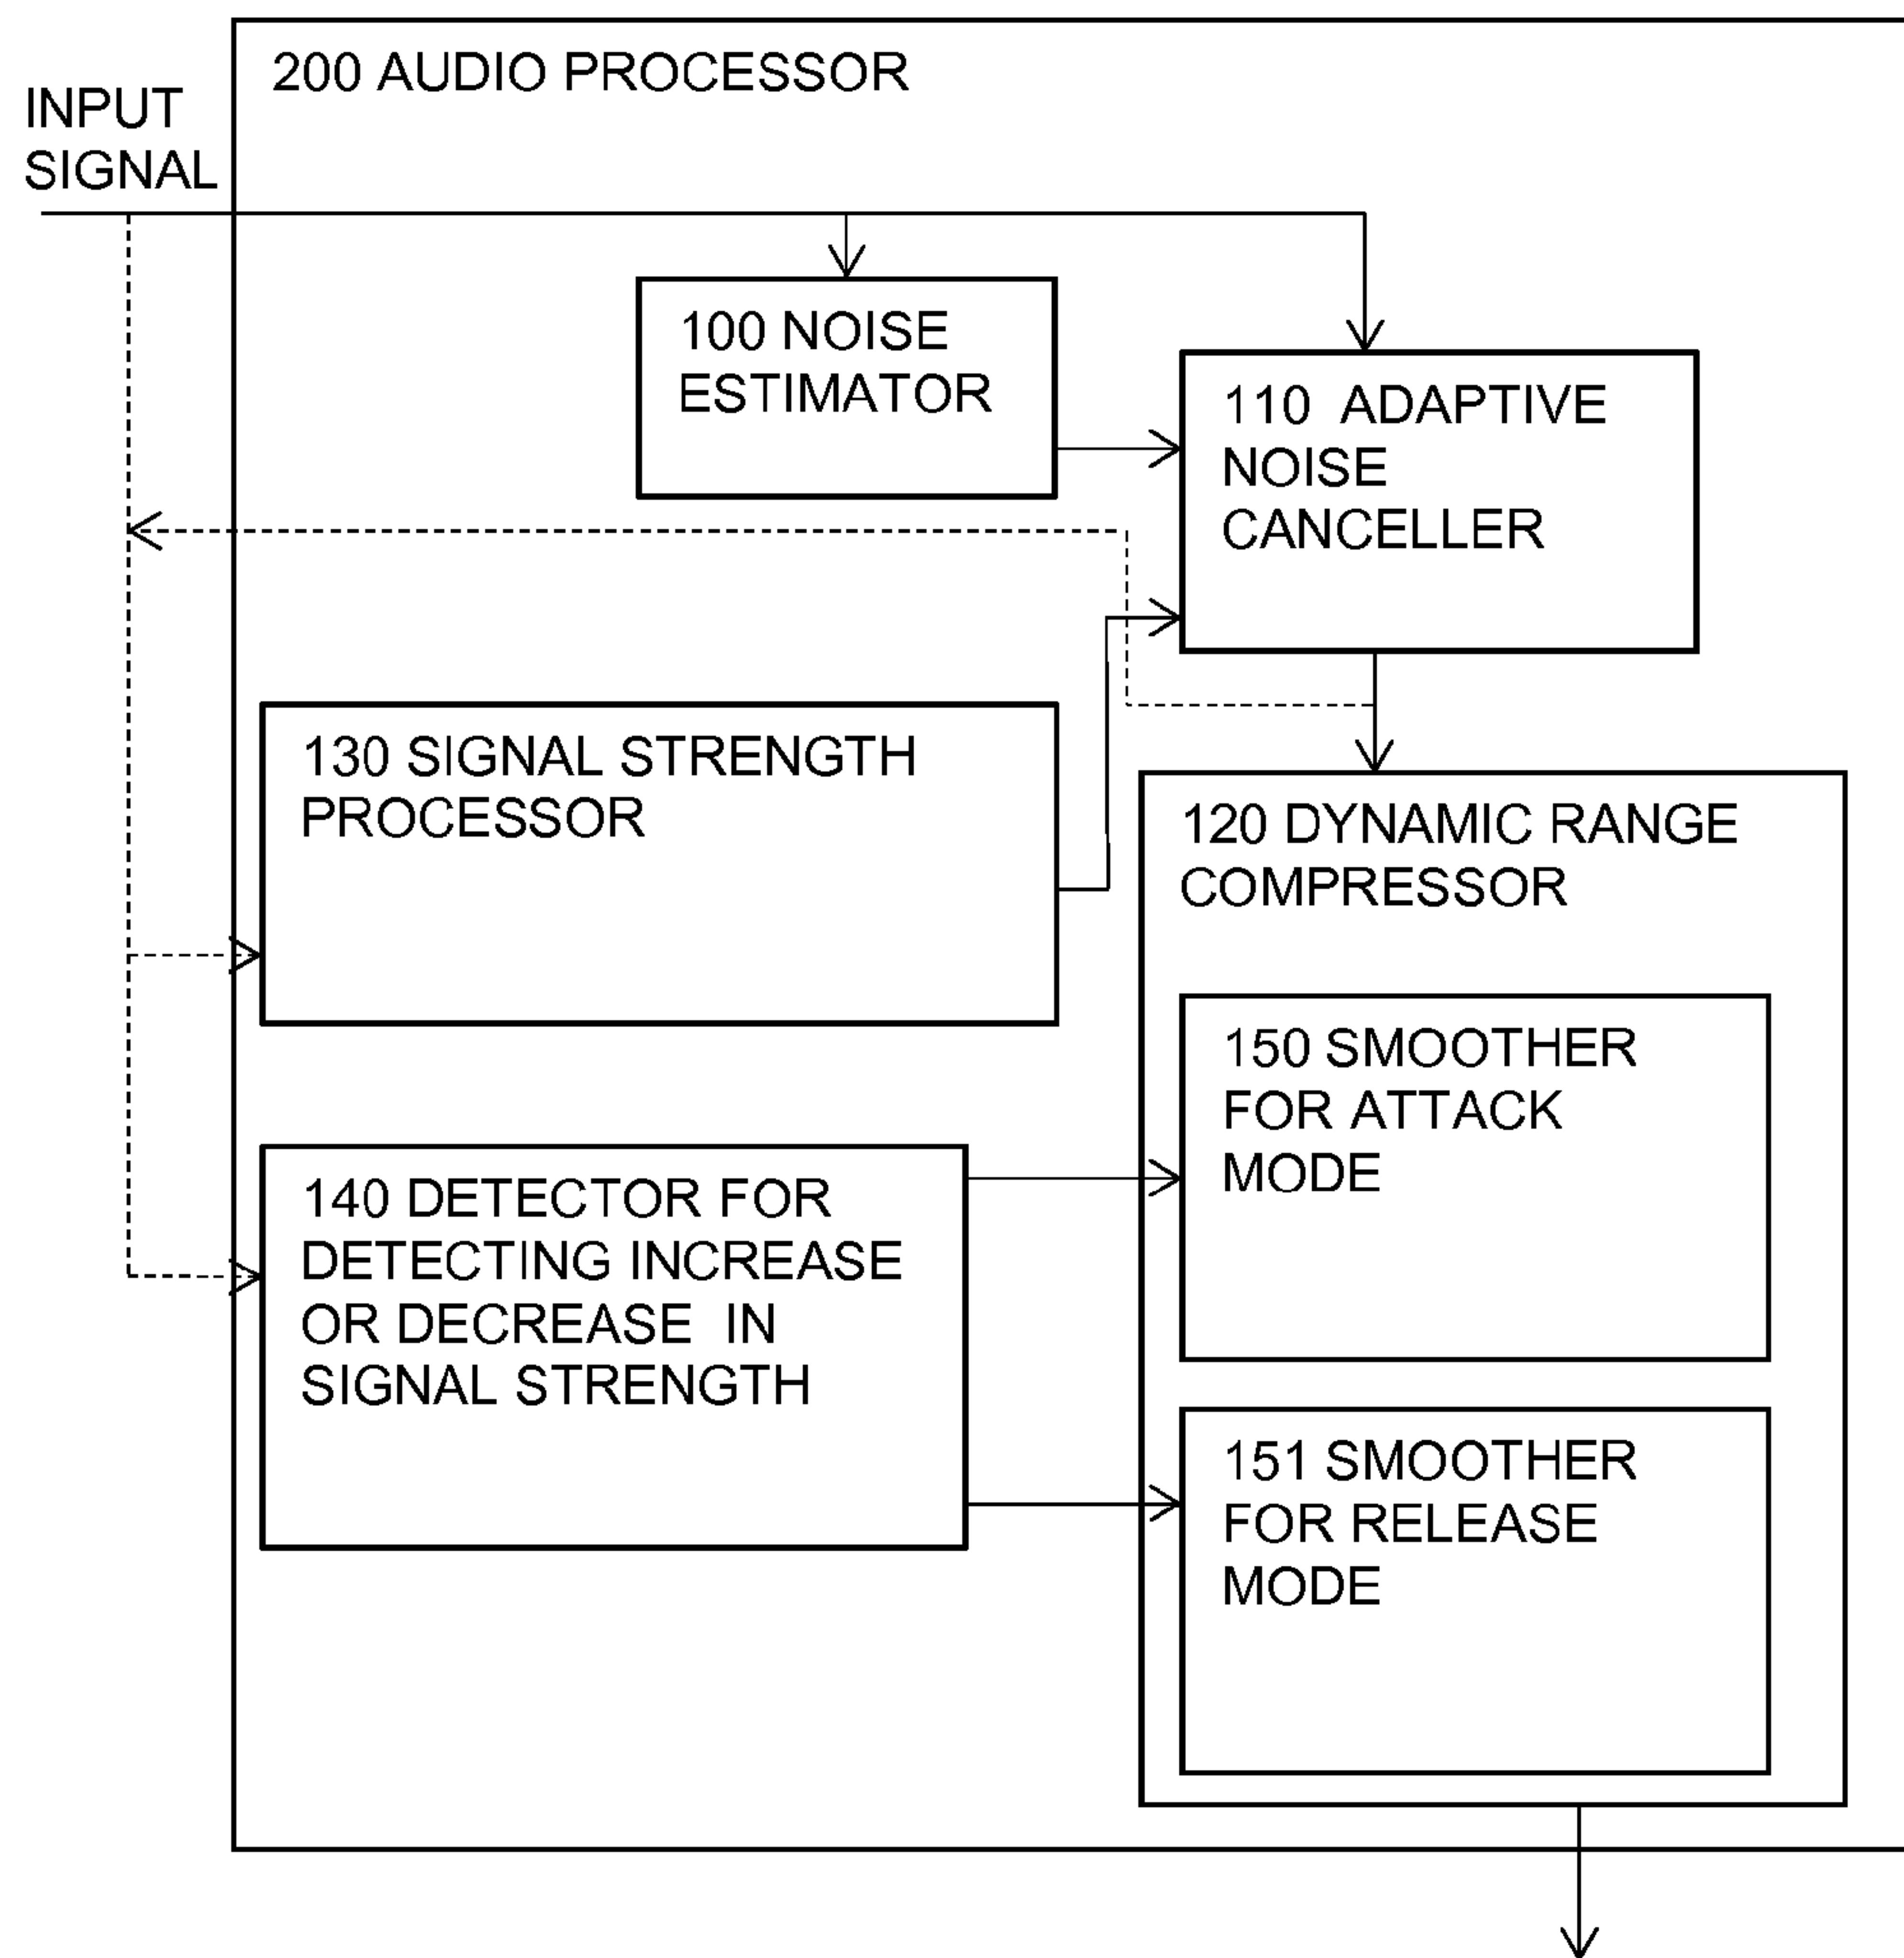 200 AUDIO PROCESSOR
INPUT
SIGNAL
100 NOISE
ESTIMATOR
110 ADAPTIVE
NOISE
CANCELLER
130 SIGNAL STRENGTH
PROCESSOR
120 DYNAMIC RANGE
COMPRESSOR
150 SMOOTHER
FOR ATTACK
MODE
140 DETECTOR FOR
DETECTING INCREASE
OR DECREASE IN
SIGNAL STRENGTH
151 SMOOTHER
FOR RELEASE
MODE